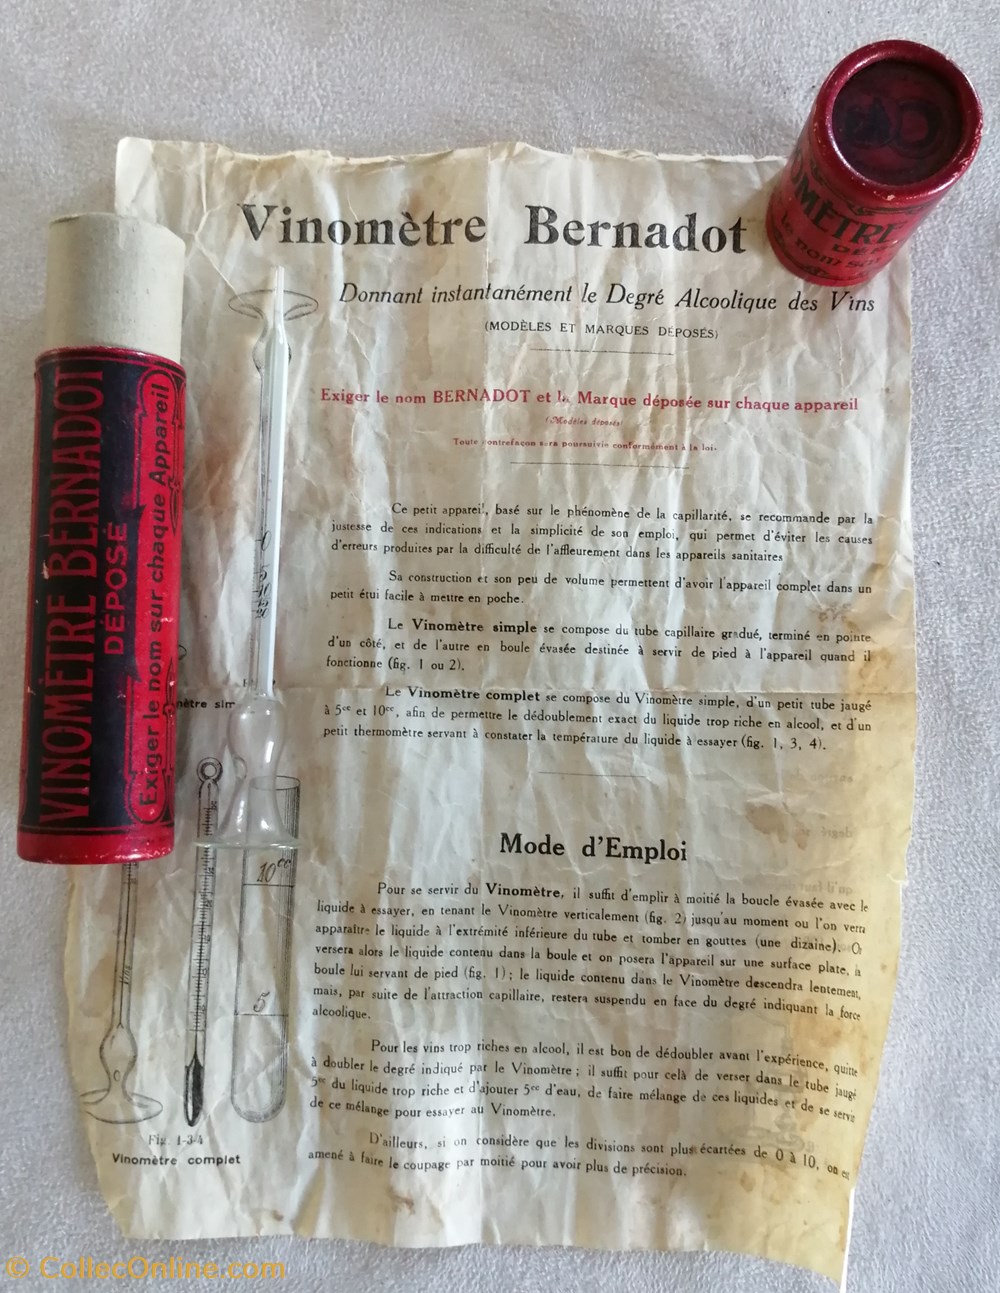 Vinomètre Bernadot
Donnant instantanément le Degré Alcoolique des Vins
(MODÈLES ET MARQUES DÉPOSÉS)
Exiger le nom BERNADOT et la Marque déposée sur chaque appareil
(Modèles déposés)
Toute contrefaçon sera poursuivie conformément à la loi.
Ce petit appareil, basé sur le phénomène de la capillarité, se recommande par la
justesse de ces indications et la simplicité de son emploi, qui permet d'éviter les causes
d'erreurs produites par la difficulté de l'affleurement dans les appareils sanitaires
Sa construction et son peu de volume permettent d'avoir l'appareil complet dans un
petit étui facile à mettre en poche.
Le Vinomètre simple se compose du tube capillaire gradué, terminé en pointe
d'un côté, et de l'autre en boule évasée destinée à servir de pied à l'appareil quand il
fonctionne (fig. 1 ou 2).
Le Vinomètre complet se compose du Vinomètre simple, d'un petit tube jaugé
à 5cc et 10cc, afin de permettre le dédoublement exact du liquide trop riche en alcool, et d'un
petit thermomètre servant à constater la température du liquide à essayer (fig. 1, 3, 4).
Mode d'Emploi
Pour se servir du Vinomètre, il suffit d'emplir à moitié la boucle évasée avec le
liquide à essayer, en tenant le Vinomètre verticalement (fig. 2) jusqu'au moment ou l'on verra
apparaître le liquide à l'extrémité inférieure du tube et tomber en gouttes (une dizaine). O
versera alors le liquide contenu dans la boule et on posera l'appareil sur une surface plate, la
boule lui servant de pied (fig. 1); le liquide contenu dans le Vinomètre descendra lentement,
mais, par suite de l'attraction capillaire, restera suspendu en face du degré indiquant la force
alcoolique.
Pour les vins trop riches en alcool, il est bon de dédoubler avant l'expérience, quitte
à doubler le degré indiqué par le Vinomètre; il suffit pour celà de verser dans le tube jaugé
5cc du liquide trop riche et d'ajouter 5cc d'eau, de faire mélange de ces liquides et de se servir
de ce mélange pour essayer au Vinomètre.
D'ailleurs, si on considère que les divisions sont plus écartées de 0 à 10, on est
amené à faire le coupage par moitié pour avoir plus de précision.
VINOMÈTRE BERNADOT
DÉPOSÉ
Exiger le nom sur chaque Appareil
OMÈTRE
DÉP
le nom sur
0
5
10
15
20
nètre sim
10cc
5
Fig. 1-3-4
Vinomètre complet
© CollecOnline.com